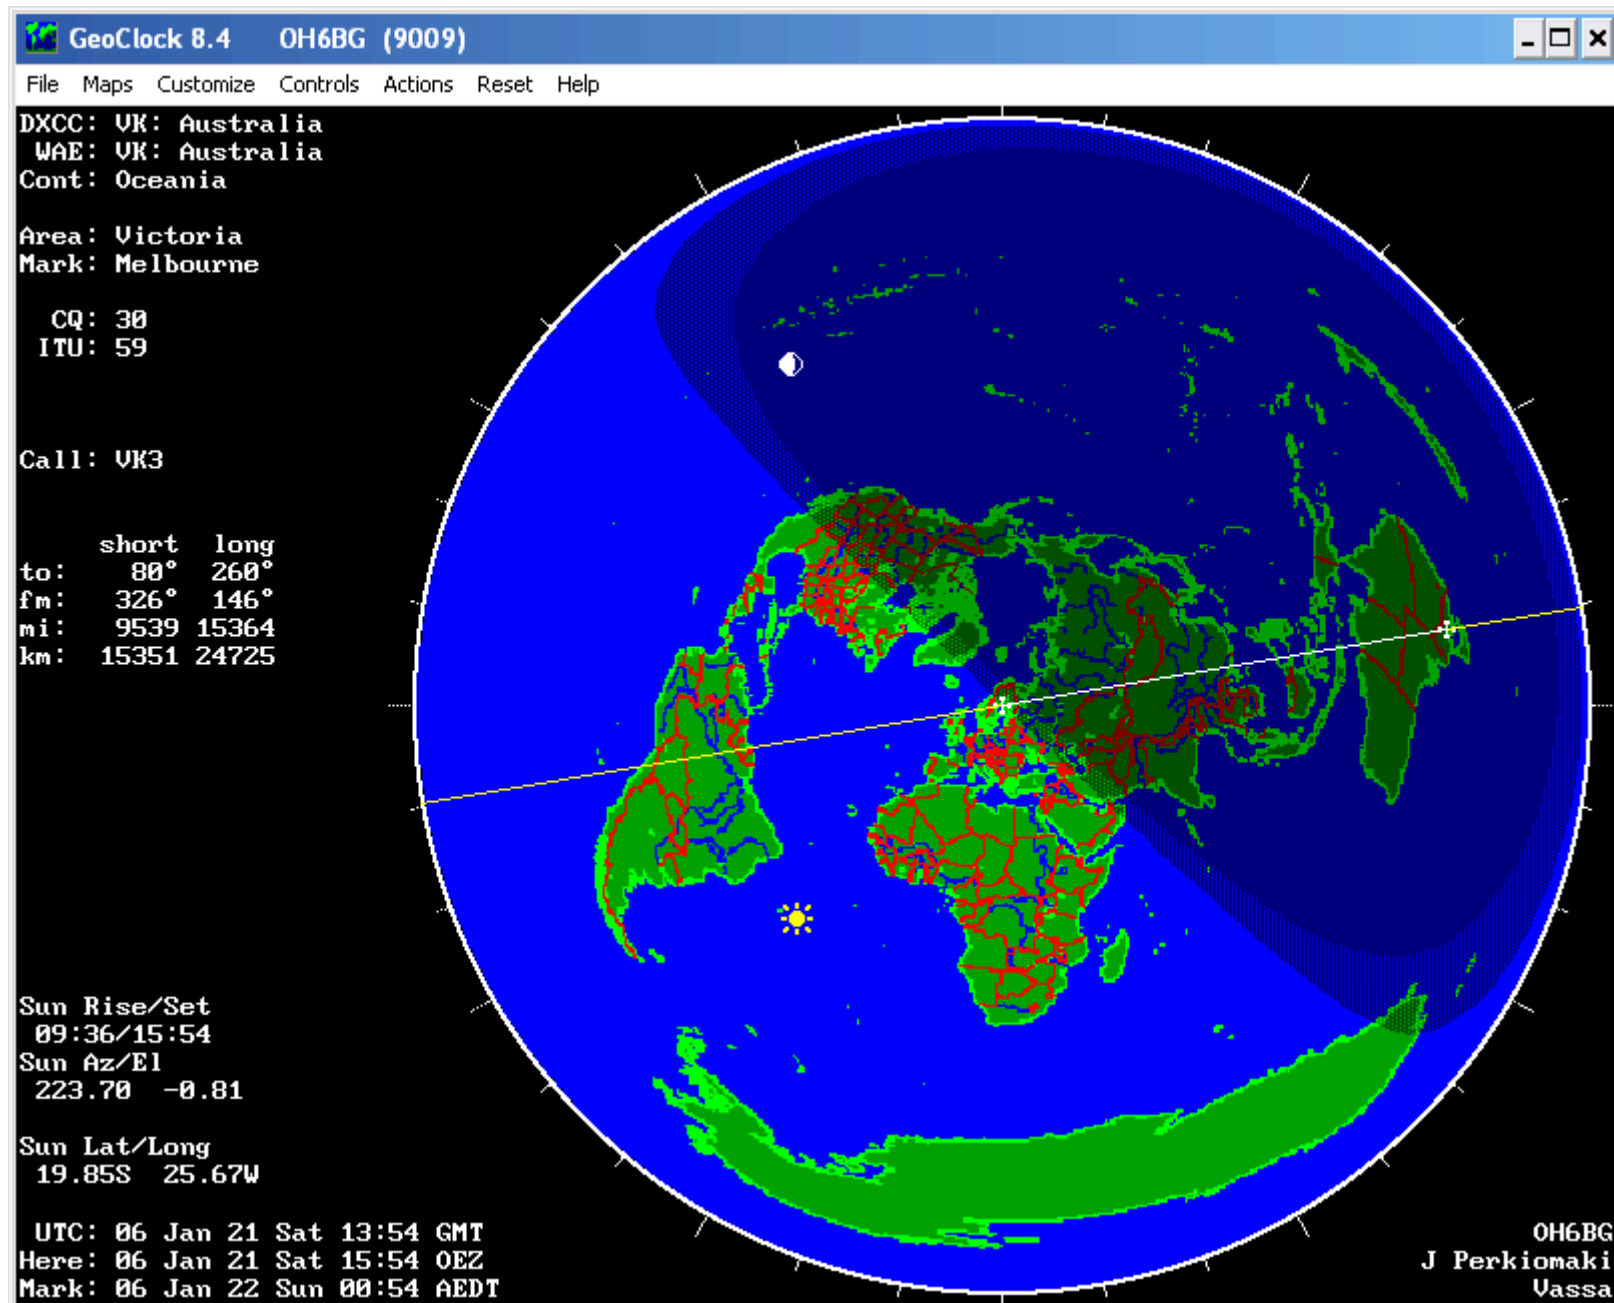 GeoClock 8.4 OH6BG (9009)
File Maps Customize Controls Actions Reset Help
DXCC: VK: Australia
WAE: VK: Australia
Cont: Oceania
Area: Victoria
Mark: Melbourne
CQ: 30
ITU: 59
Call: VK3
short long
to: 80° 260°
fm: 326° 146°
mi: 9539 15364
km: 15351 24725
Sun Rise/Set
09:36/15:54
Sun Az/El
223.70 -0.81
Sun Lat/Long
19.85S 25.67W
UTC: 06 Jan 21 Sat 13:54 GMT
Here: 06 Jan 21 Sat 15:54 OEZ
Mark: 06 Jan 22 Sun 00:54 AEDT
OH6BG
J Perkiomaki
Vassa